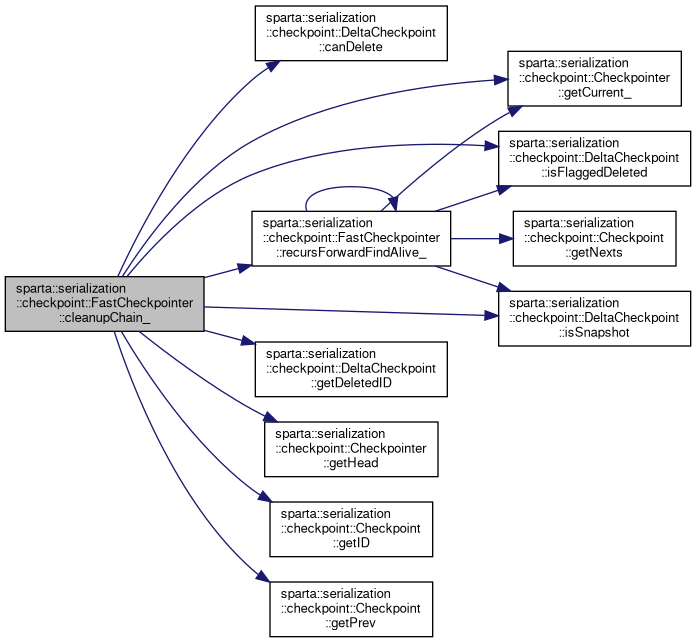 sparta::serialization
::checkpoint::DeltaCheckpoint
::canDelete
sparta::serialization
::checkpoint::Checkpointer
::getCurrent_
sparta::serialization
::checkpoint::DeltaCheckpoint
::isFlaggedDeleted
sparta::serialization
::checkpoint::FastCheckpointer
::recursForwardFindAlive_
sparta::serialization
::checkpoint::Checkpoint
::getNexts
sparta::serialization
::checkpoint::FastCheckpointer
::cleanupChain_
sparta::serialization
::checkpoint::DeltaCheckpoint
::isSnapshot
sparta::serialization
::checkpoint::DeltaCheckpoint
::getDeletedID
sparta::serialization
::checkpoint::Checkpointer
::getHead
sparta::serialization
::checkpoint::Checkpoint
::getID
sparta::serialization
::checkpoint::Checkpoint
::getPrev